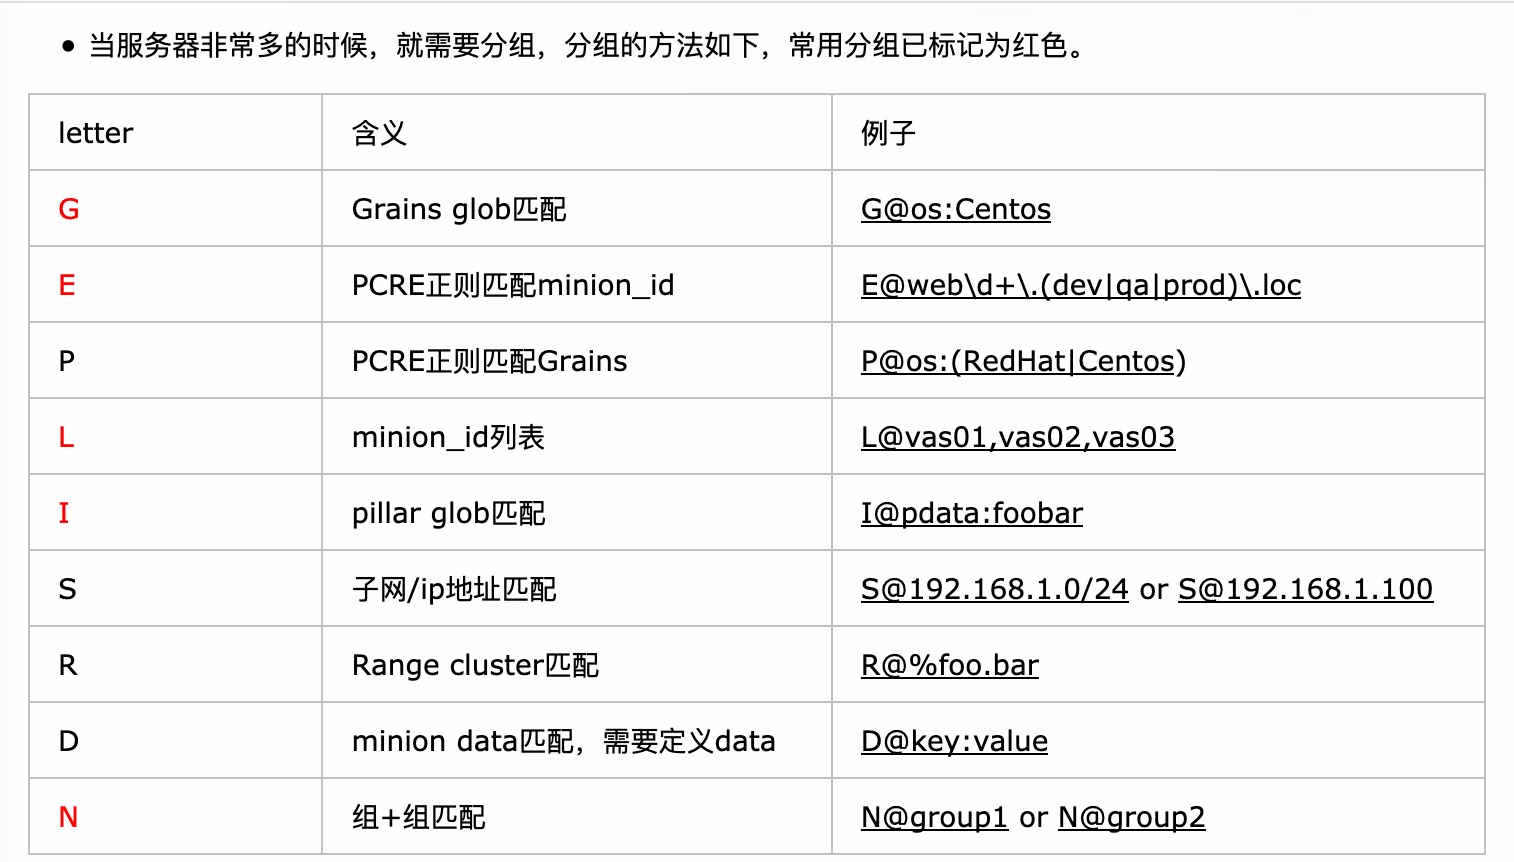 • 当服务器非常多的时候，就需要分组，分组的方法如下，常用分组已标记为红色。
letter 含义 例子
G Grains glob匹配 G@os:Centos
E PCRE正则匹配minion_id E@web\d+\.(dev|qa|prod)\.loc
P PCRE正则匹配Grains P@os:(RedHat|Centos)
L minion_id列表 L@vas01,vas02,vas03
I pillar glob匹配 I@pdata:foobar
S 子网/ip地址匹配 S@192.168.1.0/24 or S@192.168.1.100
R Range cluster匹配 R@%foo.bar
D minion data匹配，需要定义data D@key:value
N 组+组匹配 N@group1 or N@group2